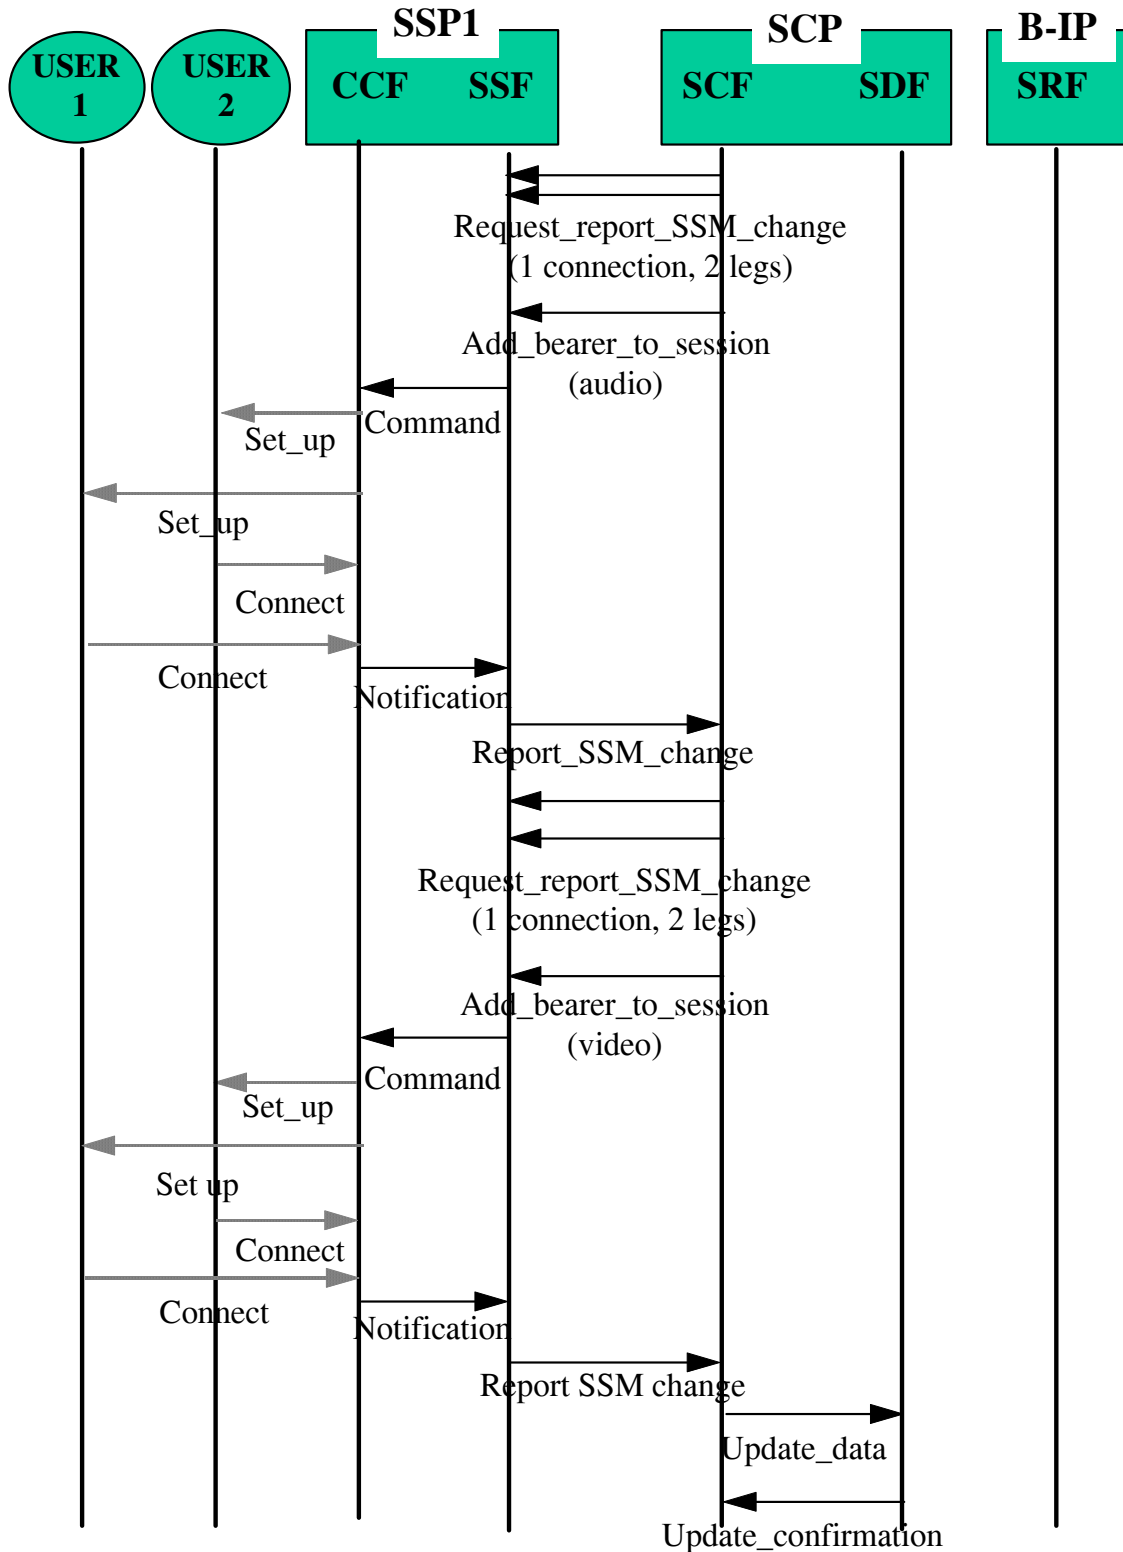 SSP1
SCP
B-IP
USER
1
USER
2
CCF SSF
SCF SDF
SRF
Request_report_SSM_change
(1 connection, 2 legs)
Add_bearer_to_session
(audio)
Command
Set_up
Set_up
Connect
Connect
Notification
Report_SSM_change
Request_report_SSM_change
(1 connection, 2 legs)
Add_bearer_to_session
(video)
Command
Set_up
Set up
Connect
Connect
Notification
Report SSM change
Update_data
Update_confirmation